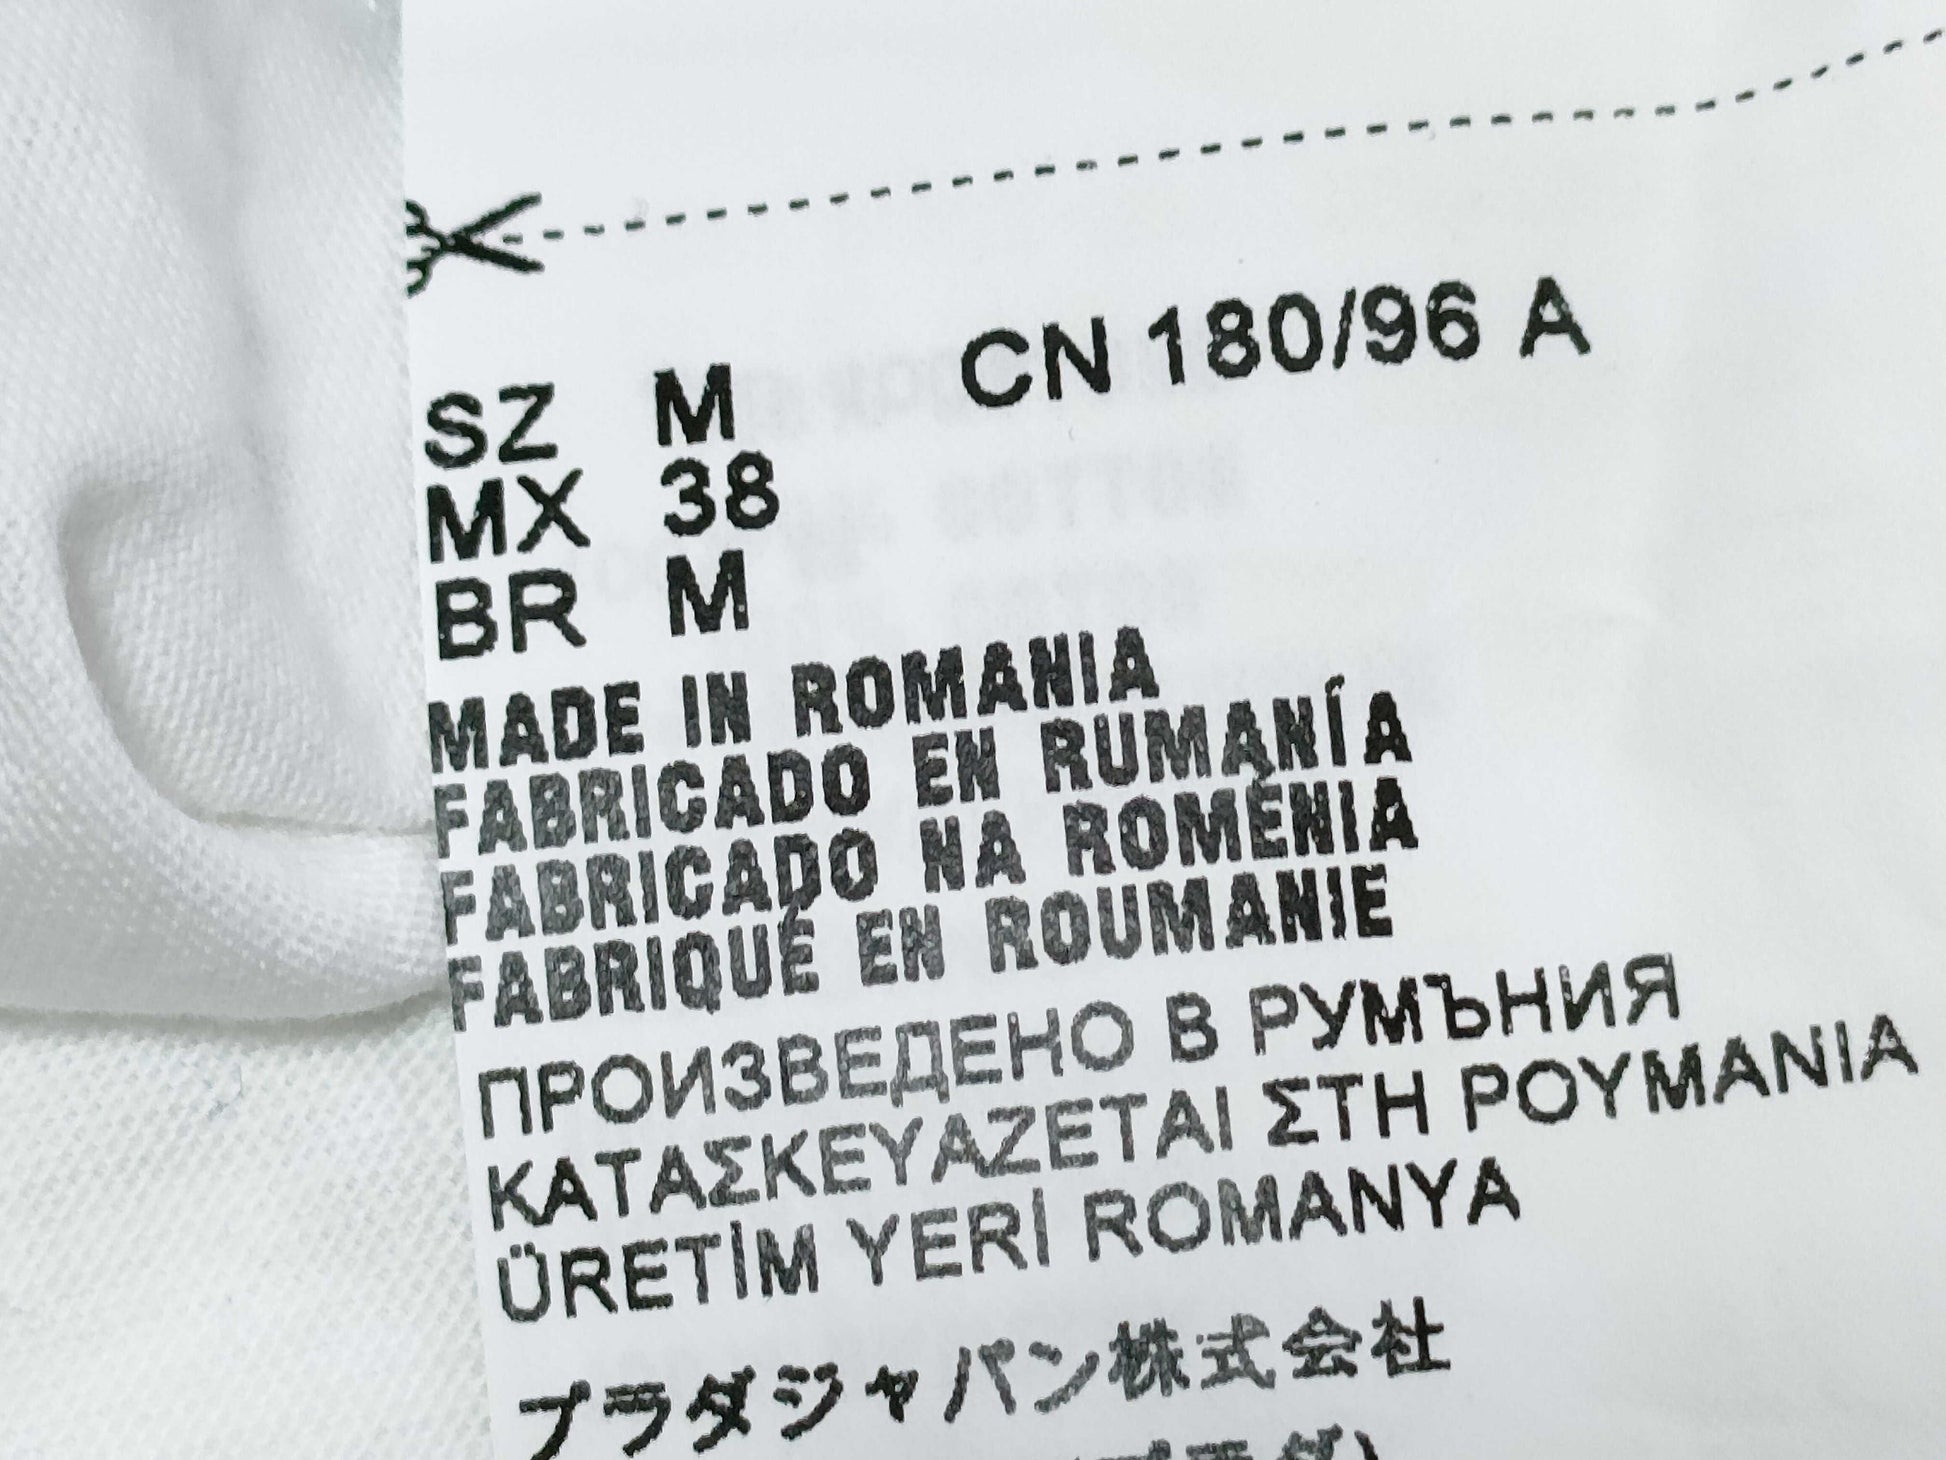 SZ M CN 180/96 A
MX 38
BR M
MADE IN ROMANIA
FABRICADO EN RUMANÍA
FABRICADO NA ROMÉNIA
FABRIQUÉ EN ROUMANIE
ПРОИЗВЕДЕНО В РУМЪНИЯ
ΚΑΤΑΣΚΕΥΑΖΕΤΑΙ ΣΤΗ ΡΟΥΜΑΝΙΑ
ÜRETİM YERİ ROMANYA
プラダジャパン株式会社